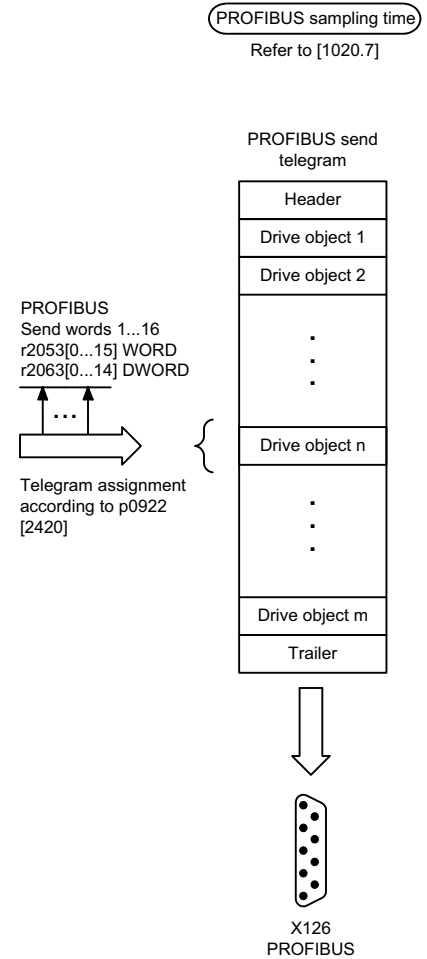 PROFIBUS sampling time
Refer to [1020.7]
PROFIBUS send
telegram
Header
Drive object 1
Drive object 2
.
.
.
PROFIBUS
Send words 1...16
r2053[0...15] WORD
r2063[0...14] DWORD
...
Drive object n
Telegram assignment
according to p0922
[2420]
.
.
.
Drive object m
Trailer
X126
PROFIBUS